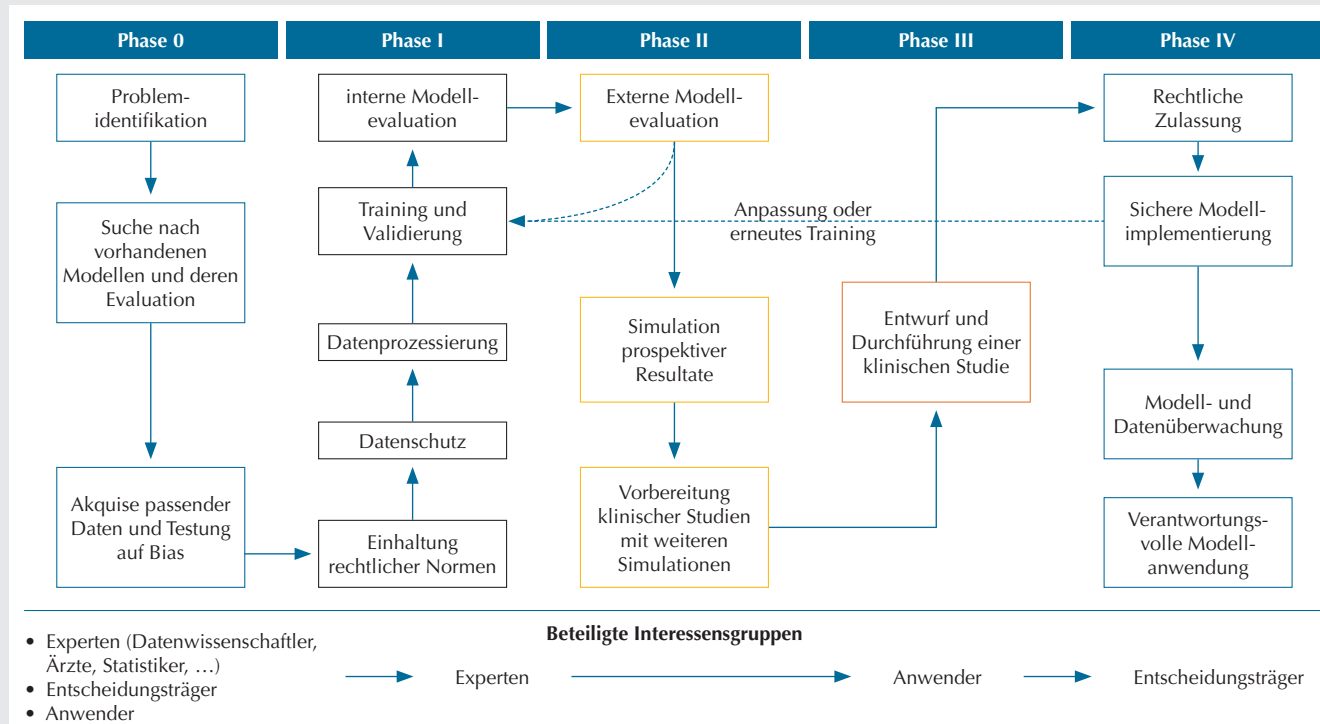 Phase 0
Phase I
Phase II
Phase III
Phase IV
Problem-
identifikation
Suche nach
vorhandenen
Modellen und deren
Evaluation
Akquise passender
Daten und Testung
auf Bias
interne Modell-
evaluation
Training und
Validierung
Datenprozessierung
Datenschutz
Einhaltung
rechtlicher Normen
Externe Modell-
evaluation
Simulation
prospektiver
Resultate
Vorbereitung
klinischer Studien
mit weiteren
Simulationen
Anpassung oder
erneutes Training
Entwurf und
Durchführung einer
klinischen Studie
Rechtliche
Zulassung
Sichere Modell-
implementierung
Modell- und
Datenüberwachung
Verantwortungs-
volle Modell-
anwendung
Beteiligte Interessensgruppen
• Experten (Datenwissenschaftler,
Ärzte, Statistiker, …)
• Entscheidungsträger
• Anwender
Experten
Anwender
Entscheidungsträger